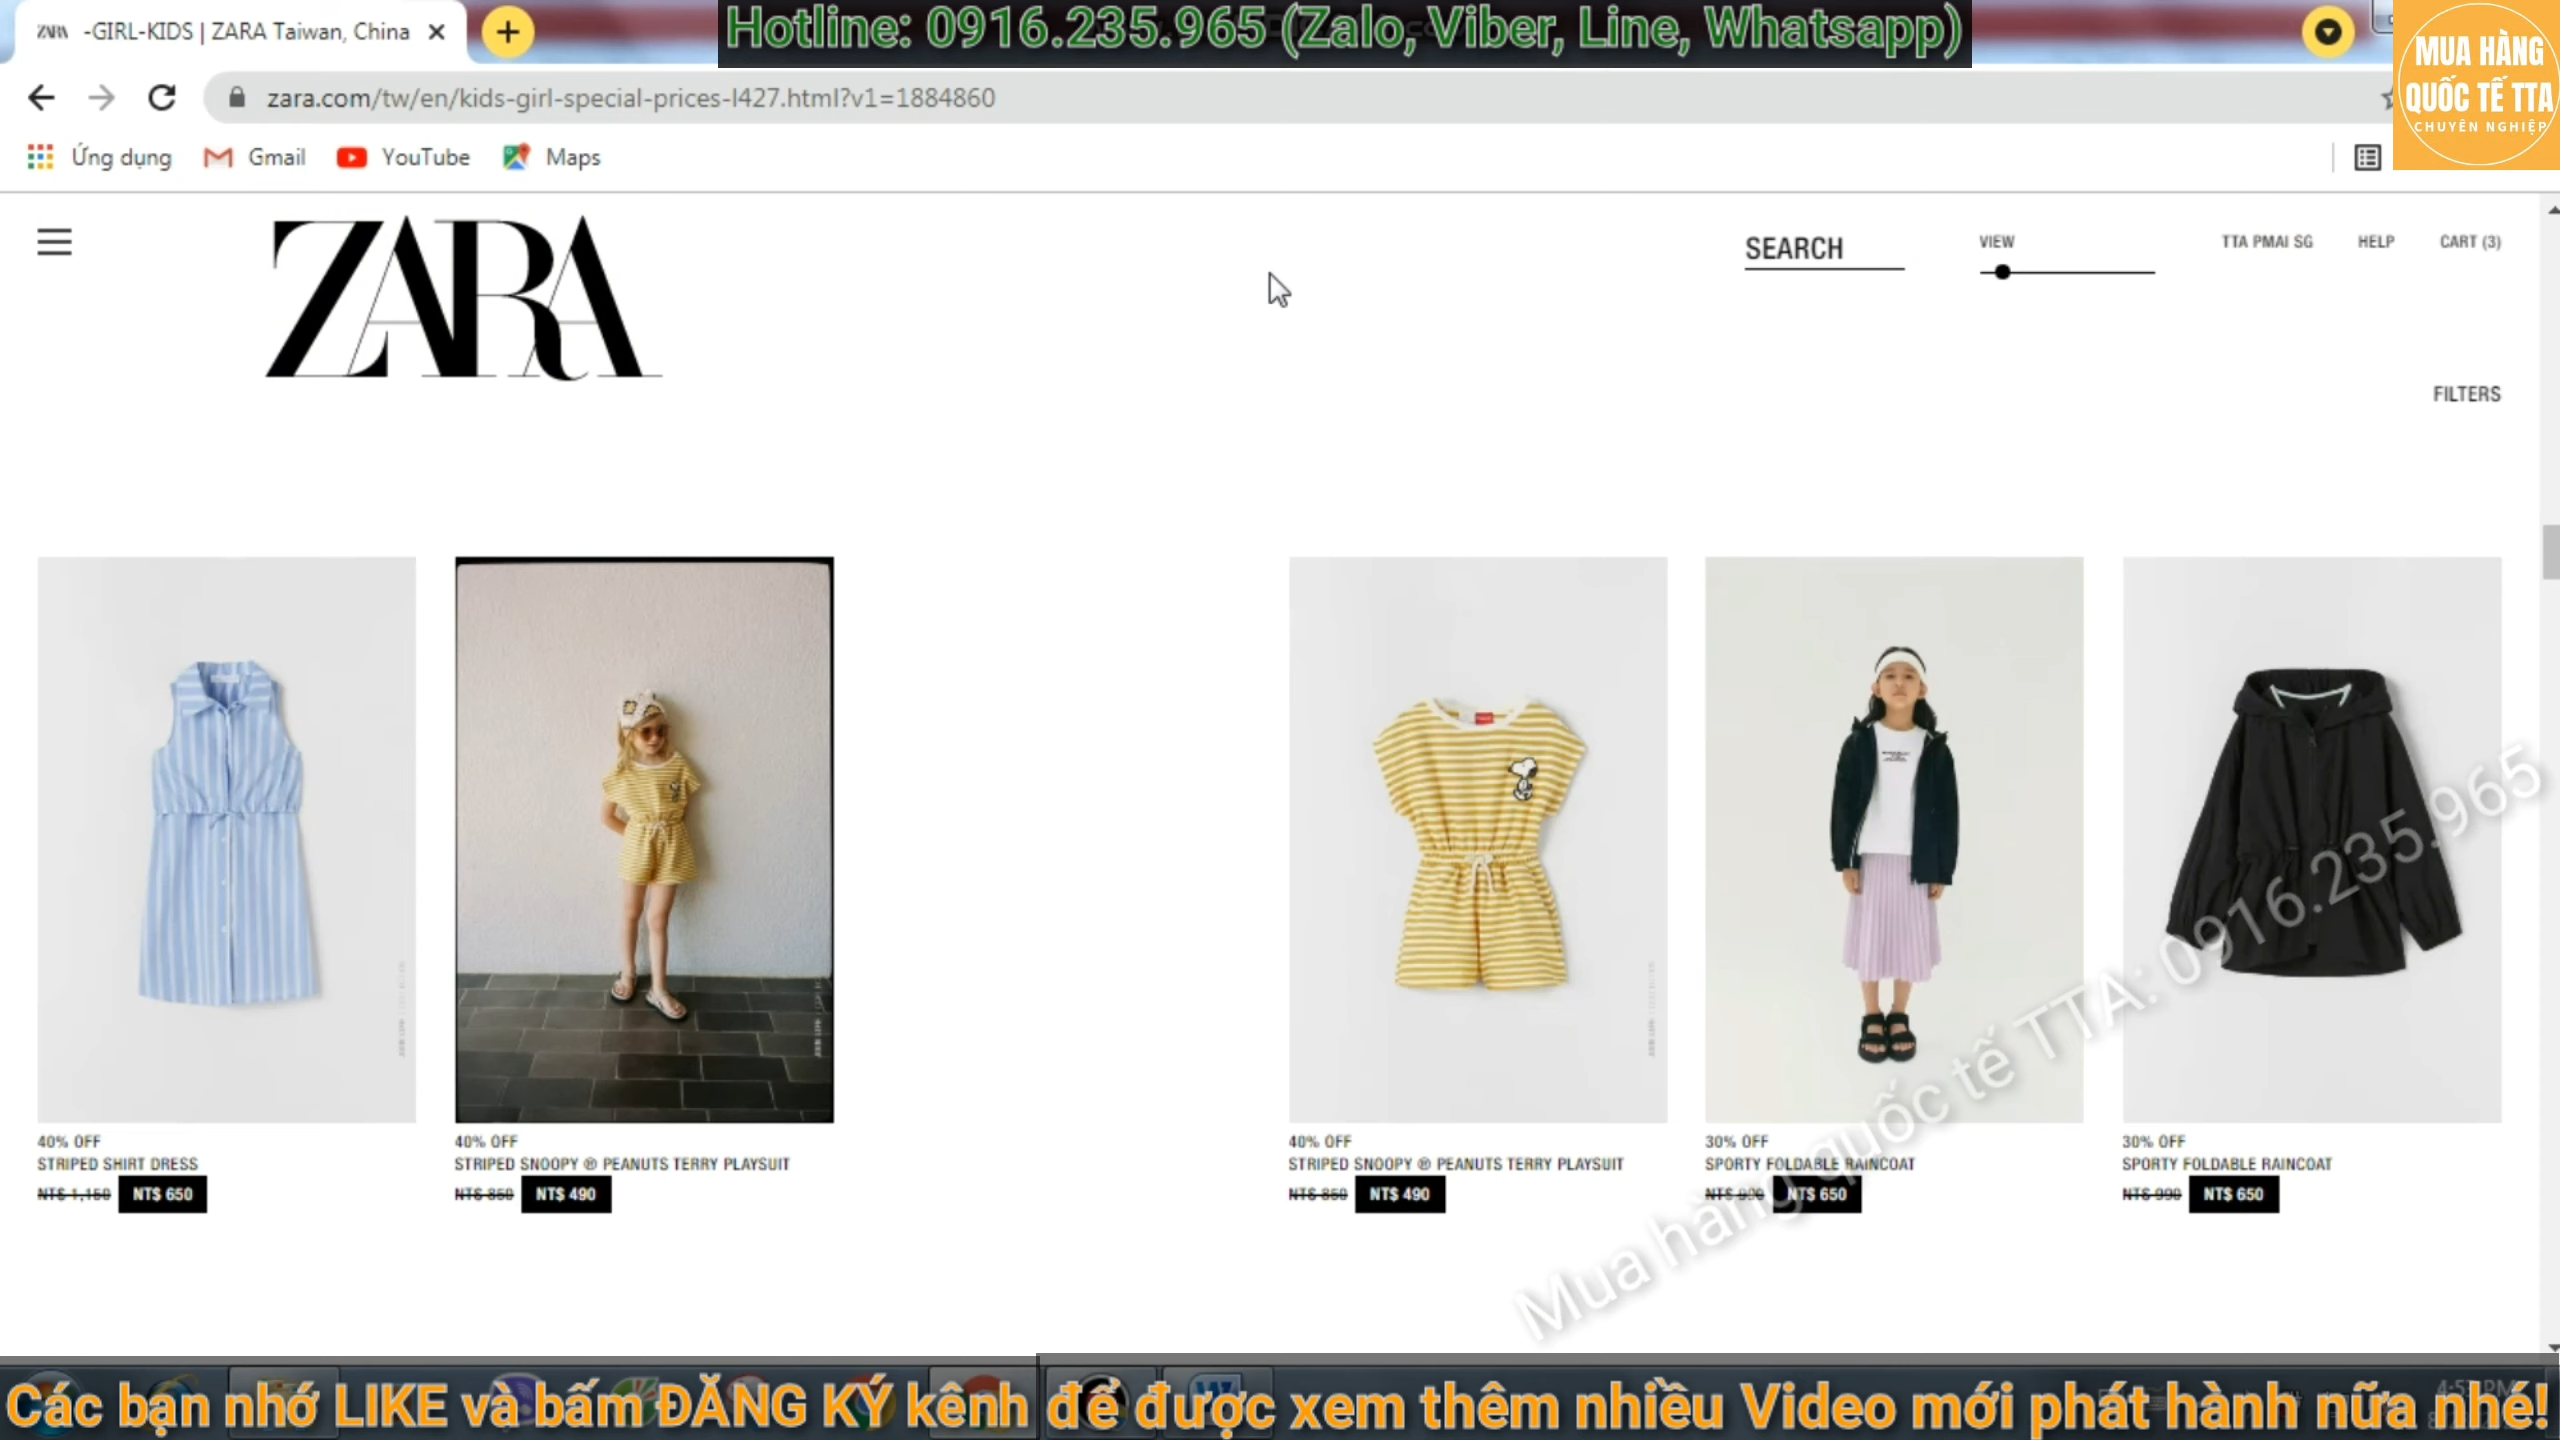 ZARA -GIRL-KIDS | ZARA Taiwan, China
Hotline: 0916.235.965 (Zalo, Viber, Line, Whatsapp)
MUA HÀNG
QUỐC TẾ TTA
CHUYÊN NGHIỆP
zara.com/tw/en/kids-girl-special-prices-l427.html?v1=1884860
Ứng dụng Gmail YouTube Maps
ZARA
SEARCH VIEW TTA PMAI SG HELP CART (3)
FILTERS
40% OFF
STRIPED SHIRT DRESS
NT$ 1,150 NT$ 650
40% OFF
STRIPED SNOOPY ® PEANUTS TERRY PLAYSUIT
NT$ 850 NT$ 490
40% OFF
STRIPED SNOOPY ® PEANUTS TERRY PLAYSUIT
NT$ 850 NT$ 490
30% OFF
SPORTY FOLDABLE RAINCOAT
NT$ 990 NT$ 650
30% OFF
SPORTY FOLDABLE RAINCOAT
NT$ 990 NT$ 650
Mua hàng quốc tế TTA: 0916.235.965
Các bạn nhớ LIKE và bấm ĐĂNG KÝ kênh để được xem thêm nhiều Video mới phát hành nữa nhé!